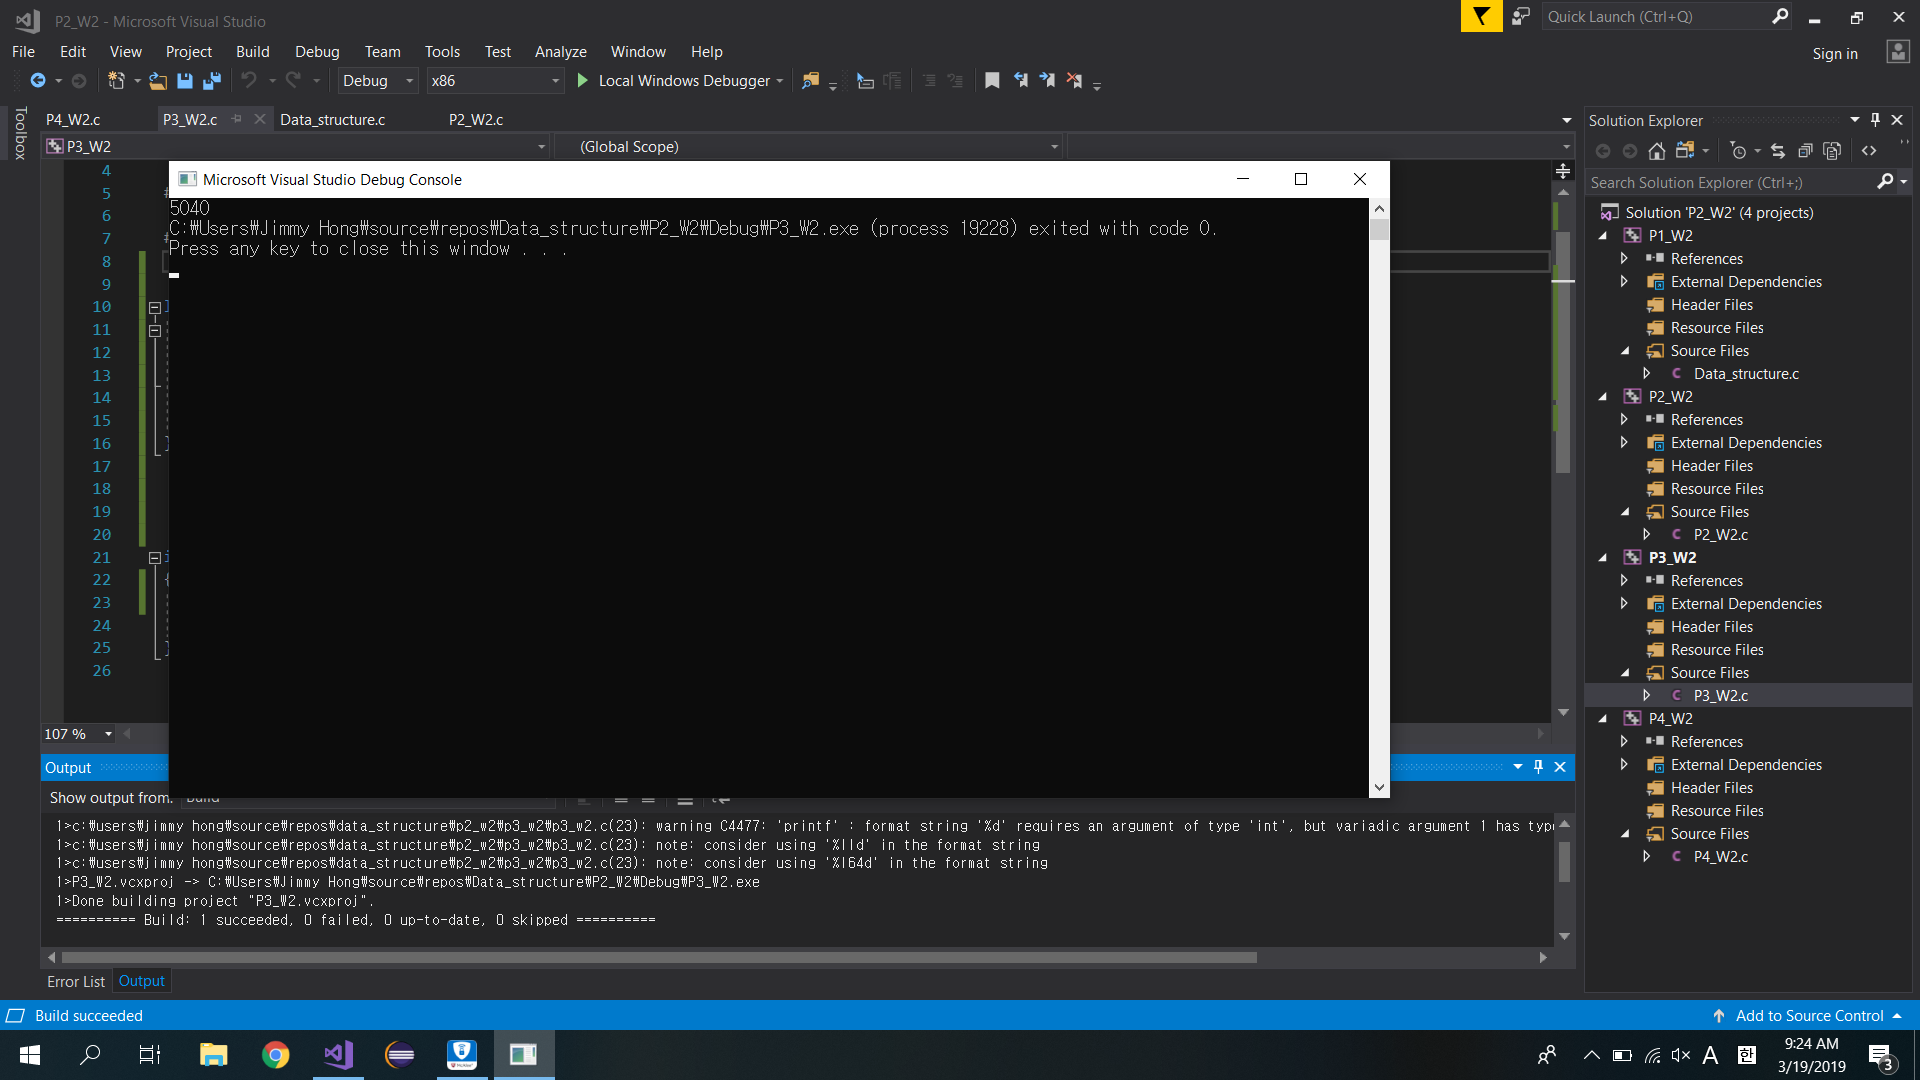 P2_W2 - Microsoft Visual Studio
Quick Launch (Ctrl+Q)
File Edit View Project Build Debug Team Tools Test Analyze Window Help
Sign in
Debug x86 Local Windows Debugger
Toolbox
P4_W2.c P3_W2.c Data_structure.c P2_W2.c
P3_W2 (Global Scope)
4
5
6
7
8
9
10
11
12
13
14
15
16
17
18
19
20
21
22
23
24
25
26
Microsoft Visual Studio Debug Console
5040
C:₩Users₩Jimmy Hong₩source₩repos₩Data_structure₩P2_W2₩Debug₩P3_W2.exe (process 19228) exited with code 0.
Press any key to close this window . . .
107 %
Output
Show output from: Build
1>c:₩users₩jimmy hong₩source₩repos₩data_structure₩p2_w2₩p3_w2₩p3_w2.c(23): warning C4477: 'printf' : format string '%d' requires an argument of type 'int', but variadic argument 1 has type
1>c:₩users₩jimmy hong₩source₩repos₩data_structure₩p2_w2₩p3_w2₩p3_w2.c(23): note: consider using '%lld' in the format string
1>c:₩users₩jimmy hong₩source₩repos₩data_structure₩p2_w2₩p3_w2₩p3_w2.c(23): note: consider using '%I64d' in the format string
1>P3_W2.vcxproj -> C:₩Users₩Jimmy Hong₩source₩repos₩Data_structure₩P2_W2₩Debug₩P3_W2.exe
1>Done building project "P3_W2.vcxproj".
========== Build: 1 succeeded, 0 failed, 0 up-to-date, 0 skipped ==========
Error List Output
Build succeeded
Add to Source Control
Solution Explorer
Search Solution Explorer (Ctrl+;)
Solution 'P2_W2' (4 projects)
P1_W2
References
External Dependencies
Header Files
Resource Files
Source Files
Data_structure.c
P2_W2
References
External Dependencies
Header Files
Resource Files
Source Files
P2_W2.c
P3_W2
References
External Dependencies
Header Files
Resource Files
Source Files
P3_W2.c
P4_W2
References
External Dependencies
Header Files
Resource Files
Source Files
P4_W2.c
A 한
9:24 AM
3/19/2019
3